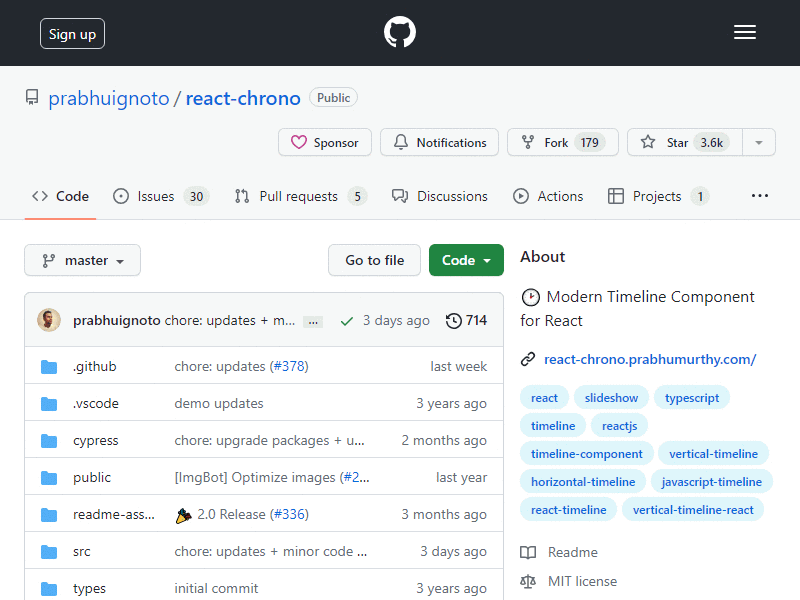 Sign up
prabhuignoto / react-chrono Public
Sponsor Notifications Fork 179 Star 3.6k
Code Issues 30 Pull requests 5 Discussions Actions Projects 1
master Go to file Code
prabhuignoto chore: updates + m... ... 3 days ago 714
.github chore: updates (#378) last week
.vscode demo updates 3 years ago
cypress chore: upgrade packages + u... 2 months ago
public [ImgBot] Optimize images (#2... last year
readme-ass... 2.0 Release (#336) 3 months ago
src chore: updates + minor code ... 3 days ago
types initial commit 3 years ago
About
Modern Timeline Component
for React
react-chrono.prabhumurthy.com/
react slideshow typescript
timeline reactjs
timeline-component vertical-timeline
horizontal-timeline javascript-timeline
react-timeline vertical-timeline-react
Readme
MIT license